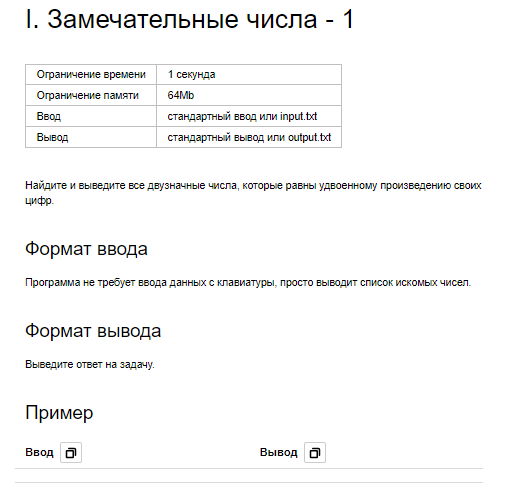 I. Замечательные числа - 1
Ограничение времени 1 секунда
Ограничение памяти 64Mb
Ввод стандартный ввод или input.txt
Вывод стандартный вывод или output.txt
Найдите и выведите все двузначные числа, которые равны удвоенному произведению своих
цифр.
Формат ввода
Программа не требует ввода данных с клавиатуры, просто выводит список искомых чисел.
Формат вывода
Выведите ответ на задачу.
Пример
Ввод Вывод